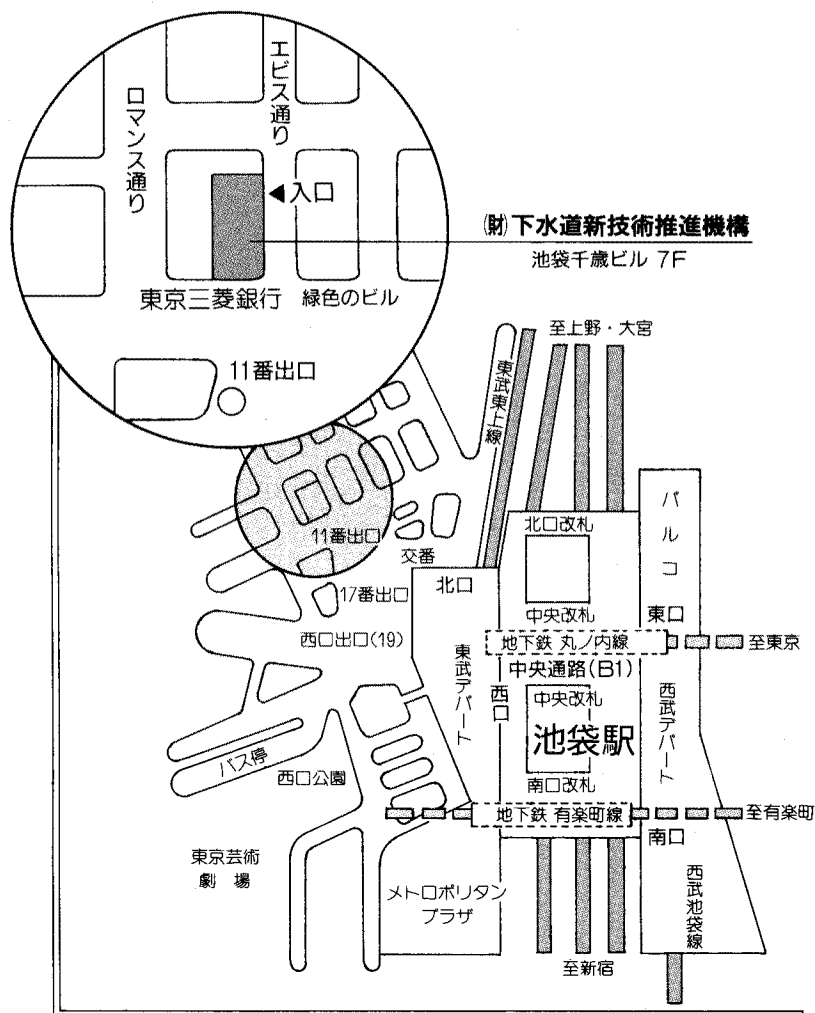 エビス通り
ロマンス通り
◀入口
(財)下水道新技術推進機構
池袋千歳ビル 7F
東京三菱銀行
緑色のビル
11番出口
至上野・大宮
東武東上線
パルコ
北口改札
11番出口
交番
北口
17番出口
中央改札
東口
西口出口(19)
地下鉄 丸ノ内線
至東京
東武デパート
中央通路(B1)
西口
中央改札
西武デパート
池袋駅
バス停
西口公園
南口改札
地下鉄 有楽町線
至有楽町
南口
東京芸術
劇 場
メトロポリタン
プラザ
西武池袋線
至新宿